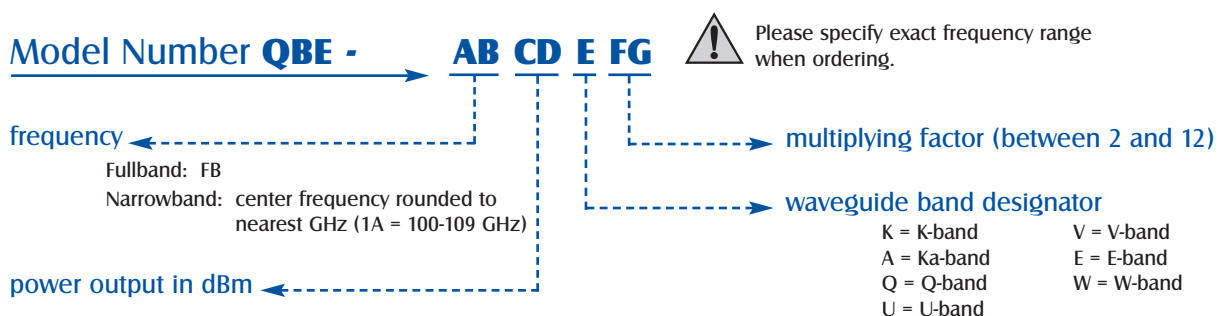 Model Number QBE - AB CD E FG
Please specify exact frequency range
when ordering.
frequency
Fullband: FB
Narrowband: center frequency rounded to
nearest GHz (1A = 100-109 GHz)
power output in dBm
multiplying factor (between 2 and 12)
waveguide band designator
K = K-band V = V-band
A = Ka-band E = E-band
Q = Q-band W = W-band
U = U-band